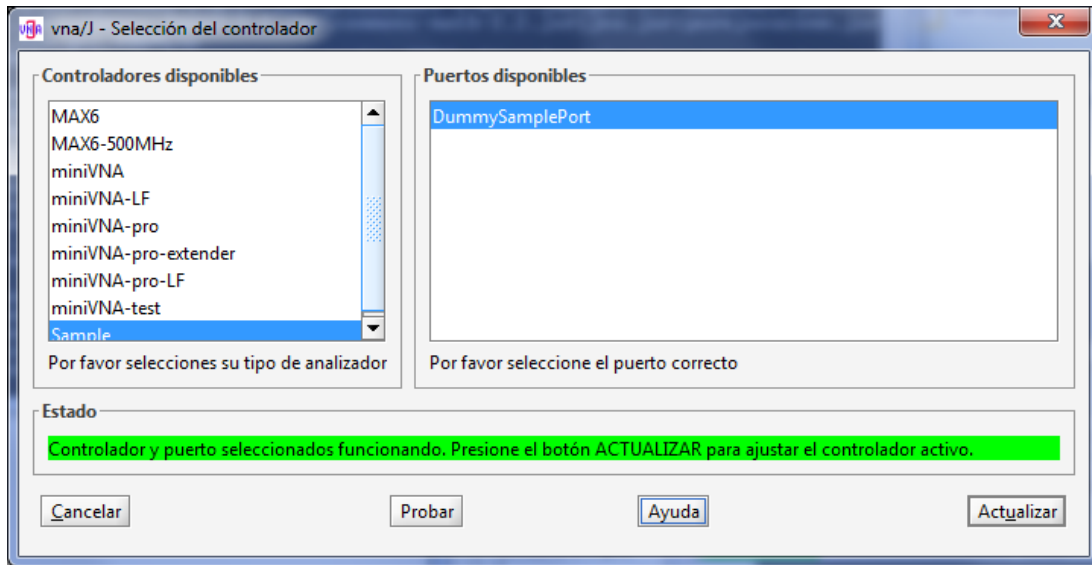 vna/J - Selección del controlador
Controladores disponibles
MAX6
MAX6-500MHz
miniVNA
miniVNA-LF
miniVNA-pro
miniVNA-pro-extender
miniVNA-pro-LF
miniVNA-test
Sample
Por favor selecciones su tipo de analizador
Puertos disponibles
DummySamplePort
Por favor seleccione el puerto correcto
Estado
Controlador y puerto seleccionados funcionando. Presione el botón ACTUALIZAR para ajustar el controlador activo.
Cancelar
Probar
Ayuda
Actualizar